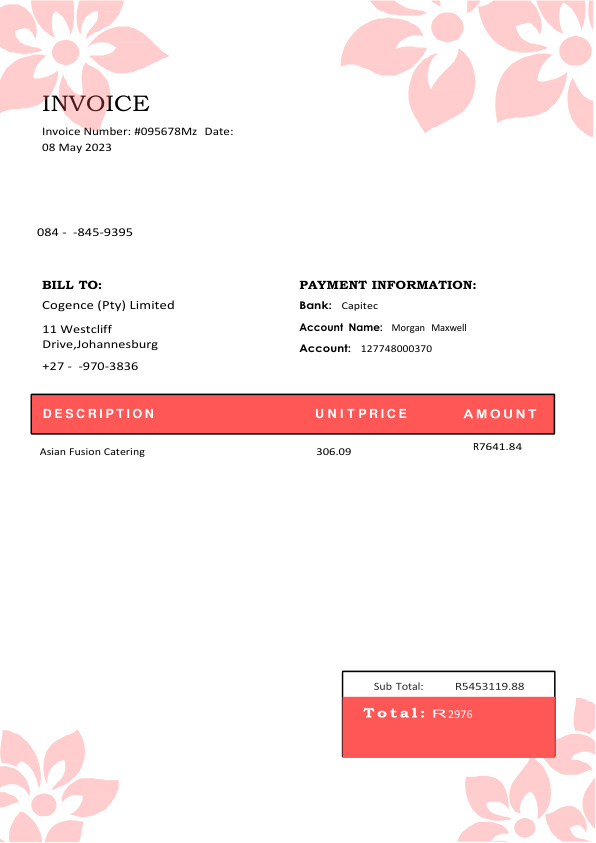 INVOICE
Invoice Number: #095678Mz Date:
08 May 2023
084 - -845-9395
BILL TO:
Cogence (Pty) Limited
11 Westcliff
Drive,Johannesburg
+27 - -970-3836
PAYMENT INFORMATION:
Bank: Capitec
Account Name: Morgan Maxwell
Account: 127748000370
DESCRIPTION UNITPRICE AMOUNT
Asian Fusion Catering 306.09 R7641.84
Sub Total: R5453119.88
Total: R2976